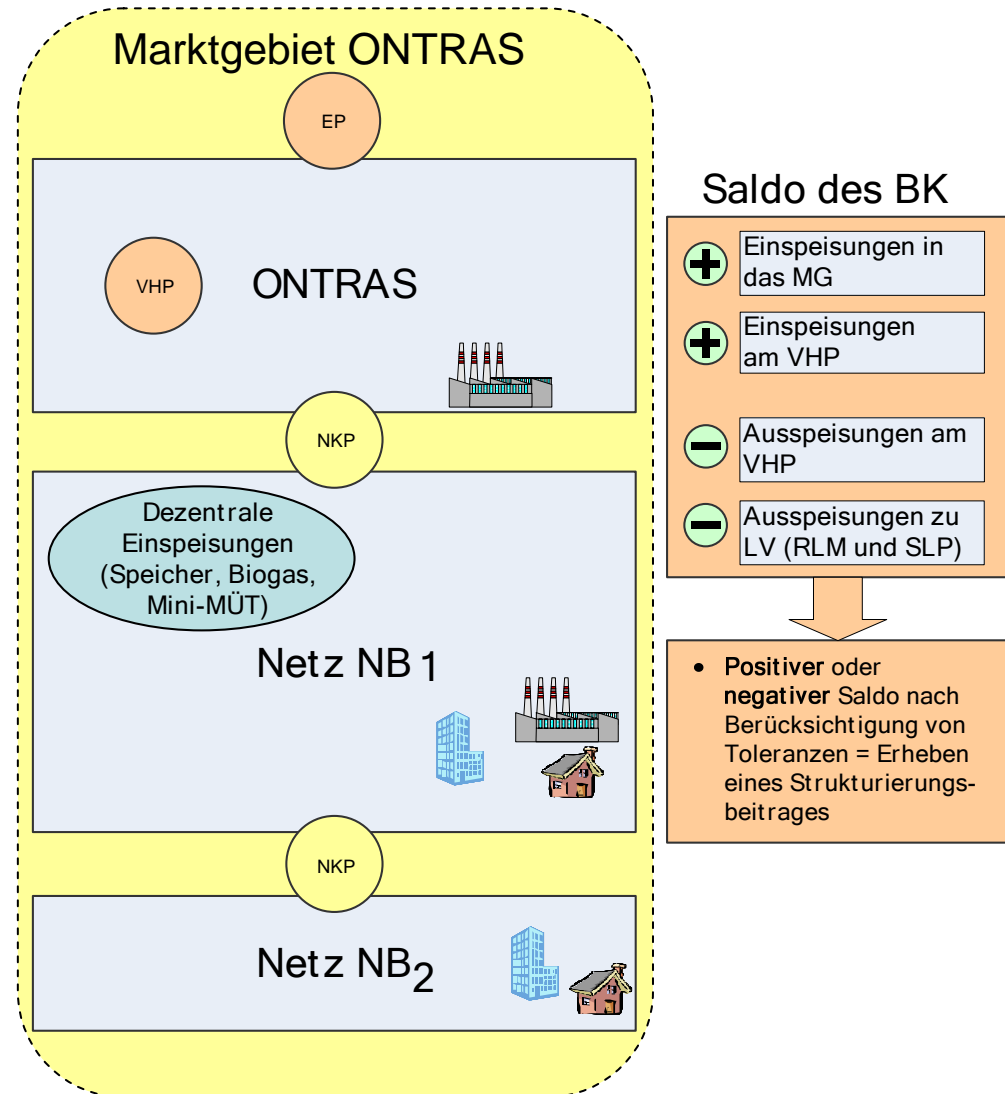 Marktgebiet ONTRAS
EP
VHP
ONTRAS
NKP
Dezentrale
Einspeisungen
(Speicher, Biogas,
Mini-MÜT)
Netz NB1
NKP
Netz NB2
Saldo des BK
+ Einspeisungen in
das MG
+ Einspeisungen
am VHP
− Ausspeisungen am
VHP
− Ausspeisungen zu
LV (RLM und SLP)
• Positiver oder
negativer Saldo nach
Berücksichtigung von
Toleranzen = Erheben
eines Strukturierungs-
beitrages